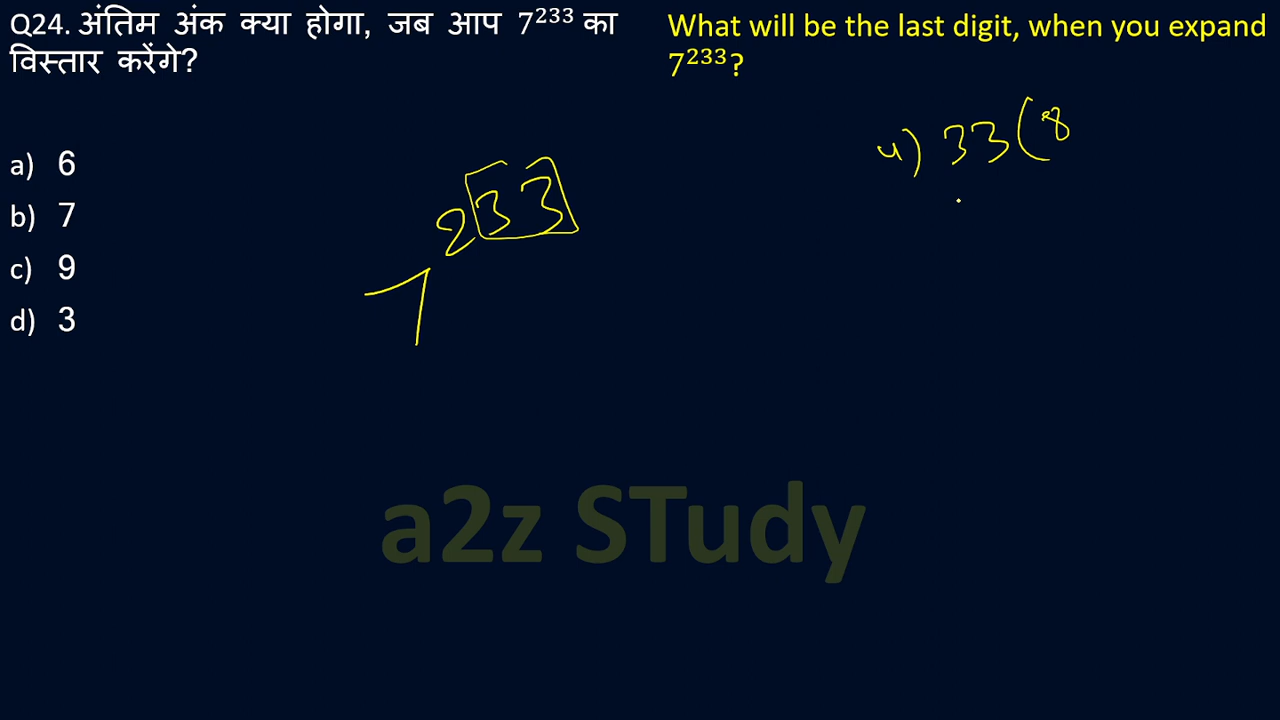 Q24. अंतिम अंक क्या होगा, जब आप 7²³³ का
विस्तार करेंगे?
What will be the last digit, when you expand
7²³³?
a) 6
b) 7
c) 9
d) 3
7²³³
4) 33 (8
a2z STudy